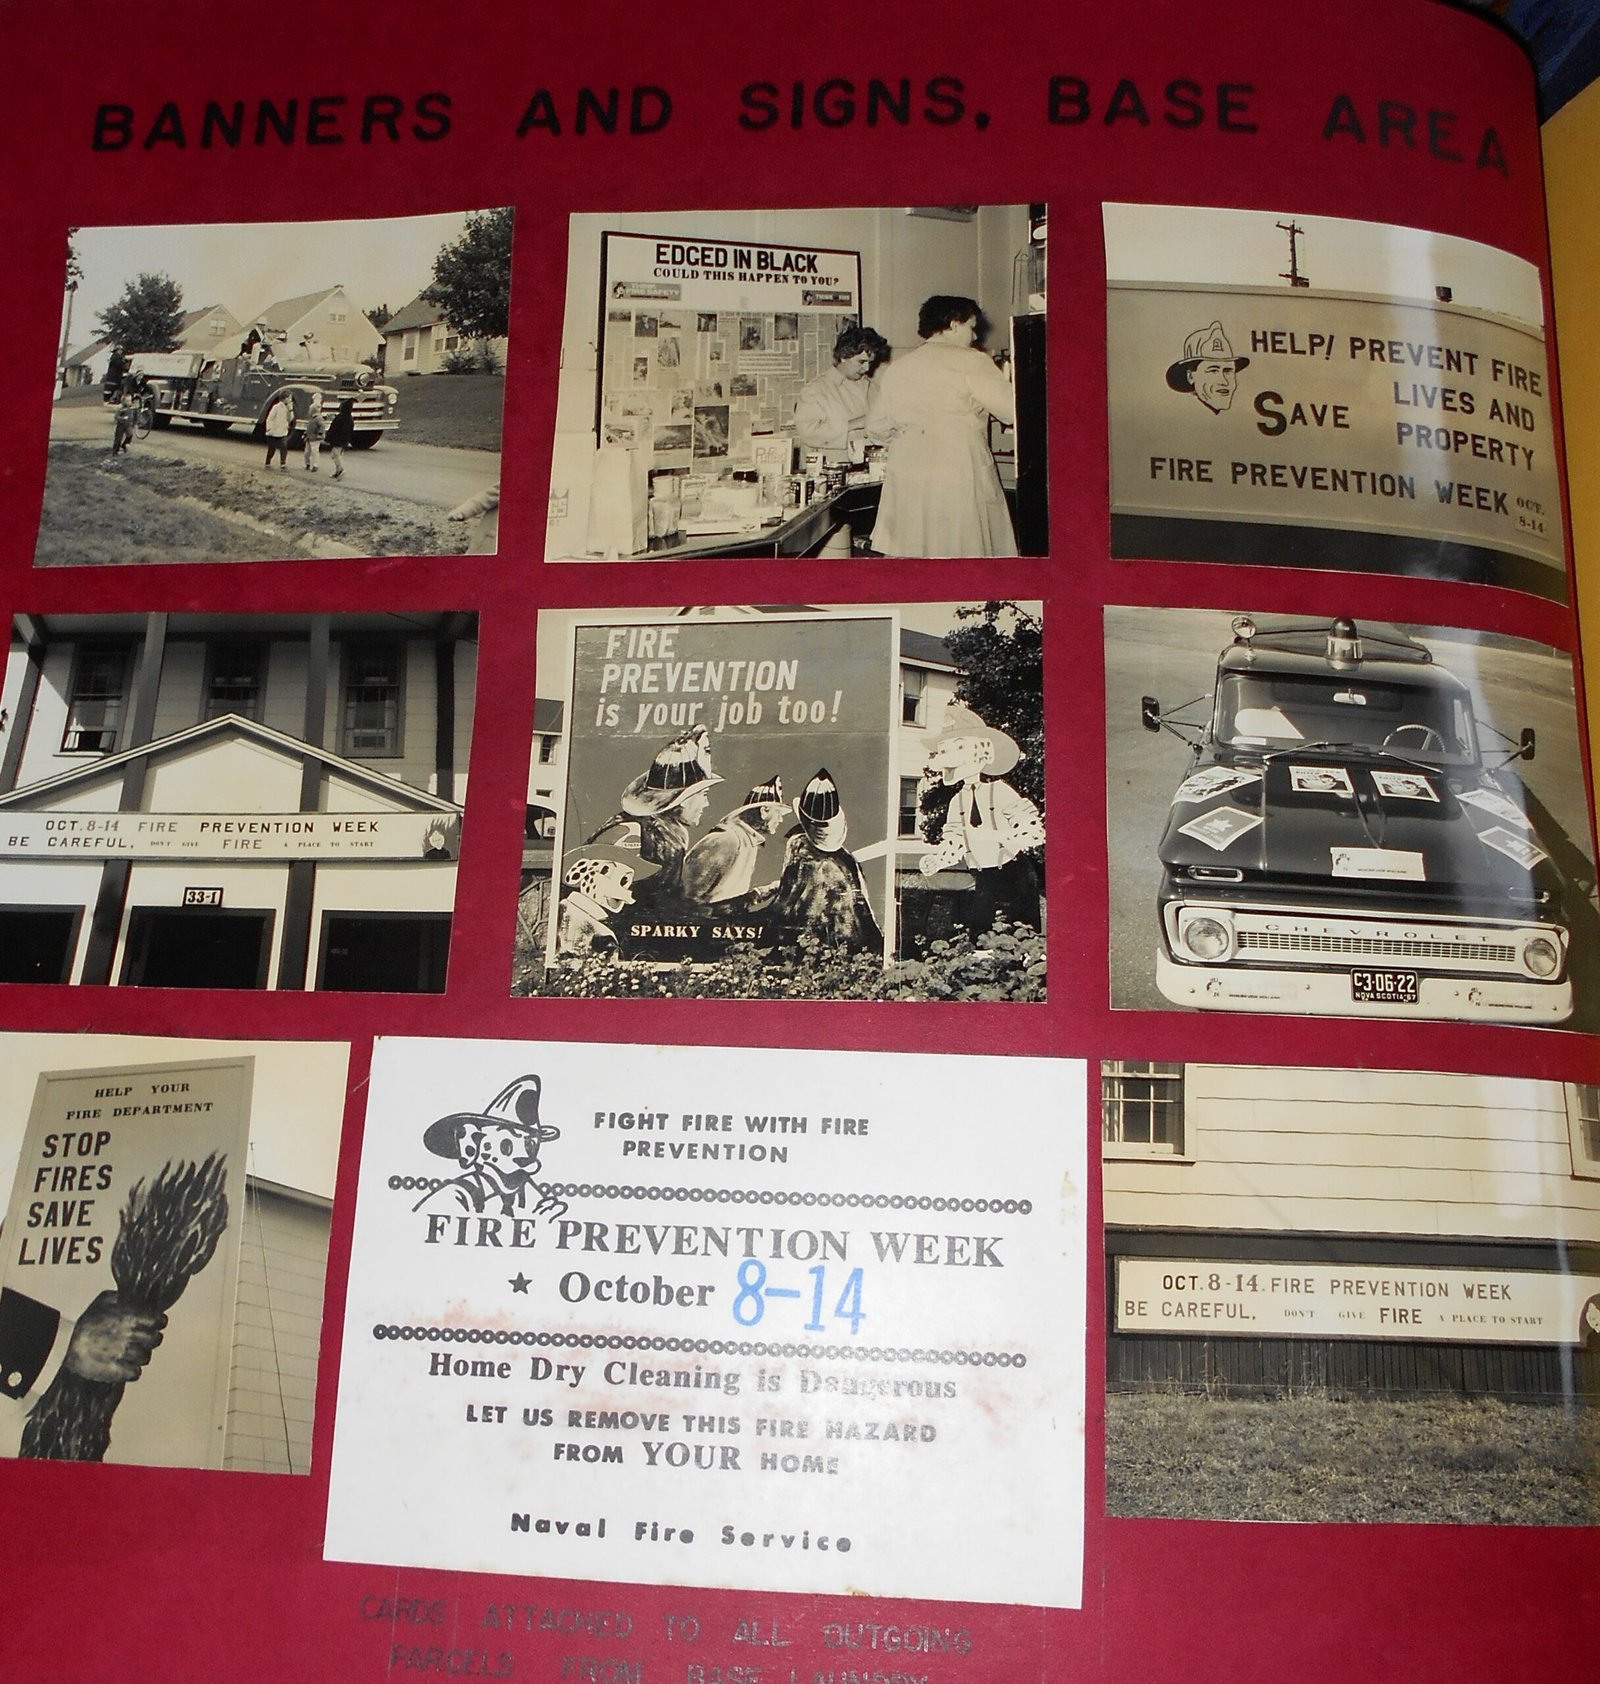 BANNERS AND SIGNS, BASE AREA
EDGED IN BLACK
COULD THIS HAPPEN TO YOU?
HELP! PREVENT FIRE
SAVE LIVES AND
PROPERTY
FIRE PREVENTION WEEK OCT.
8-14
OCT. 8-14 FIRE PREVENTION WEEK
BE CAREFUL, DON'T GIVE FIRE A PLACE TO START
33-1
FIRE
PREVENTION
is your job too!
SPARKY SAYS!
CHEVROLET
C3-06-22
NOVA SCOTIA '67
HELP YOUR
FIRE DEPARTMENT
STOP
FIRES
SAVE
LIVES
FIGHT FIRE WITH FIRE
PREVENTION
FIRE PREVENTION WEEK
★ October 8-14
Home Dry Cleaning is Dangerous
LET US REMOVE THIS FIRE HAZARD
FROM YOUR HOME
Naval Fire Service
OCT. 8-14. FIRE PREVENTION WEEK
BE CAREFUL, DON'T GIVE FIRE A PLACE TO START
CARDS ATTACHED TO ALL OUTGOING
PARCELS FROM BASE LAUNDRY